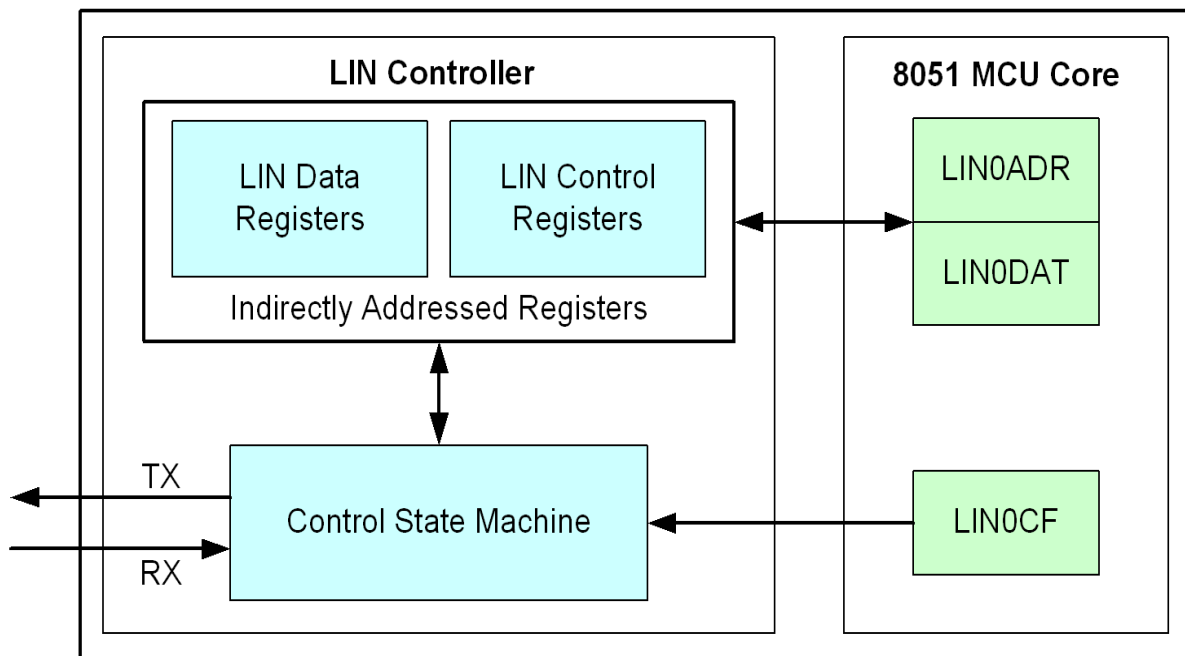 LIN Controller
8051 MCU Core
LIN Data
Registers
LIN Control
Registers
Indirectly Addressed Registers
LIN0ADR
LIN0DAT
TX
RX
Control State Machine
LIN0CF